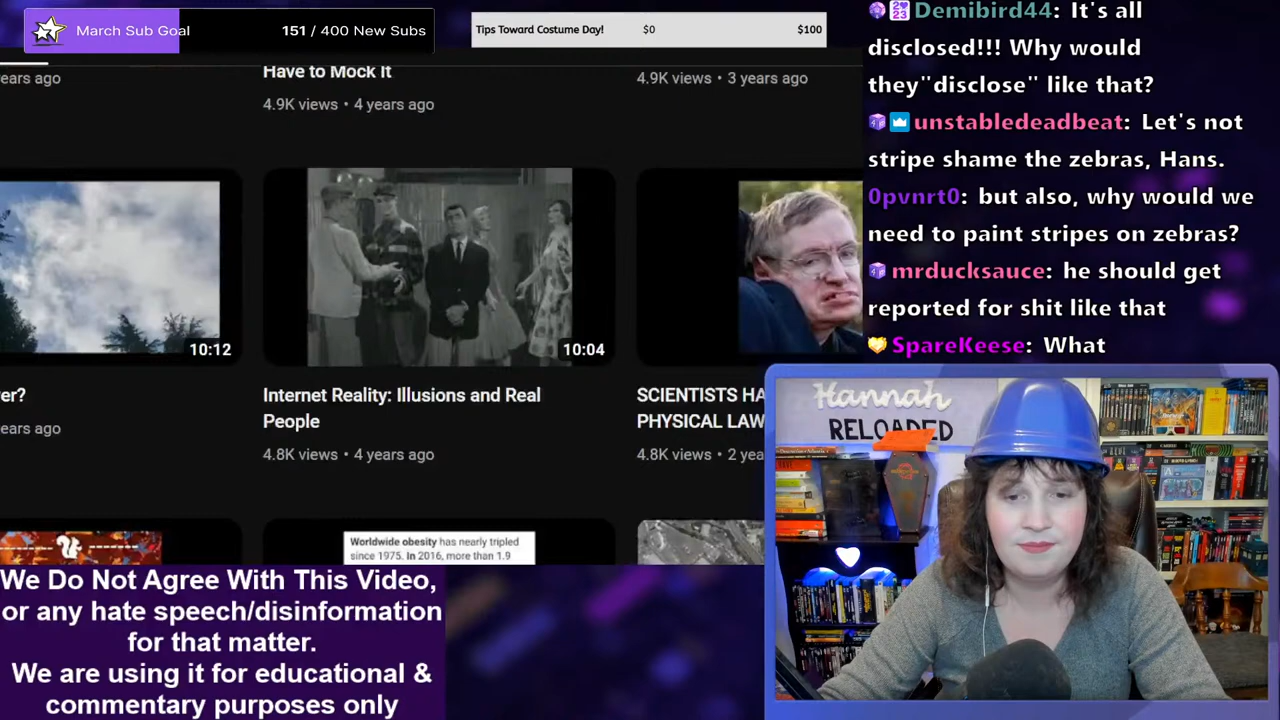 March Sub Goal
151 / 400 New Subs
Tips Toward Costume Day!
$0
$100
ears ago
Have to Mock It
4.9K views • 4 years ago
4.9K views • 3 years ago
10:12
10:04
er?
ears ago
Internet Reality: Illusions and Real
People
4.8K views • 4 years ago
SCIENTISTS HA
PHYSICAL LAW
4.8K views • 2 yea
Worldwide obesity has nearly tripled
since 1975. In 2016, more than 1.9
We Do Not Agree With This Video,
or any hate speech/disinformation
for that matter.
We are using it for educational &
commentary purposes only
Demibird44: It's all
disclosed!!! Why would
they"disclose" like that?
unstabledeadbeat: Let's not
stripe shame the zebras, Hans.
0pvnrt0: but also, why would we
need to paint stripes on zebras?
mrducksauce: he should get
reported for shit like that
SpareKeese: What
Hannah
RELOADED